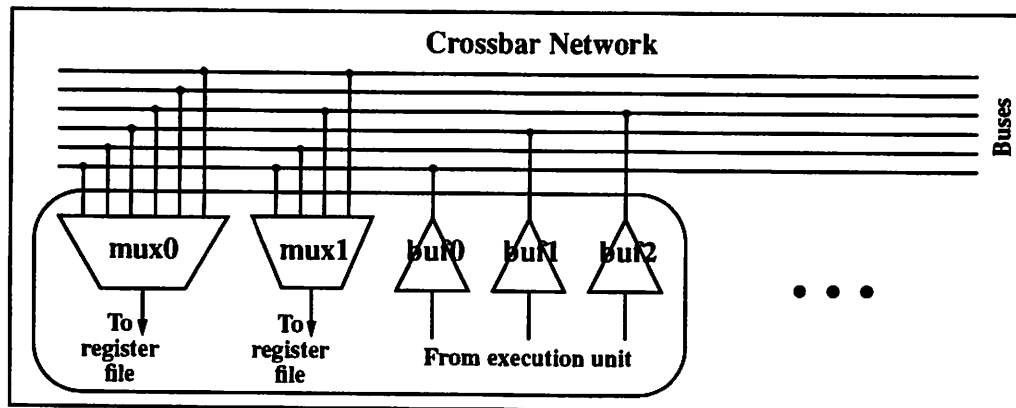 Crossbar Network
Buses
mux0
mux1
buf0
buf1
buf2
To
register
file
To
register
file
From execution unit